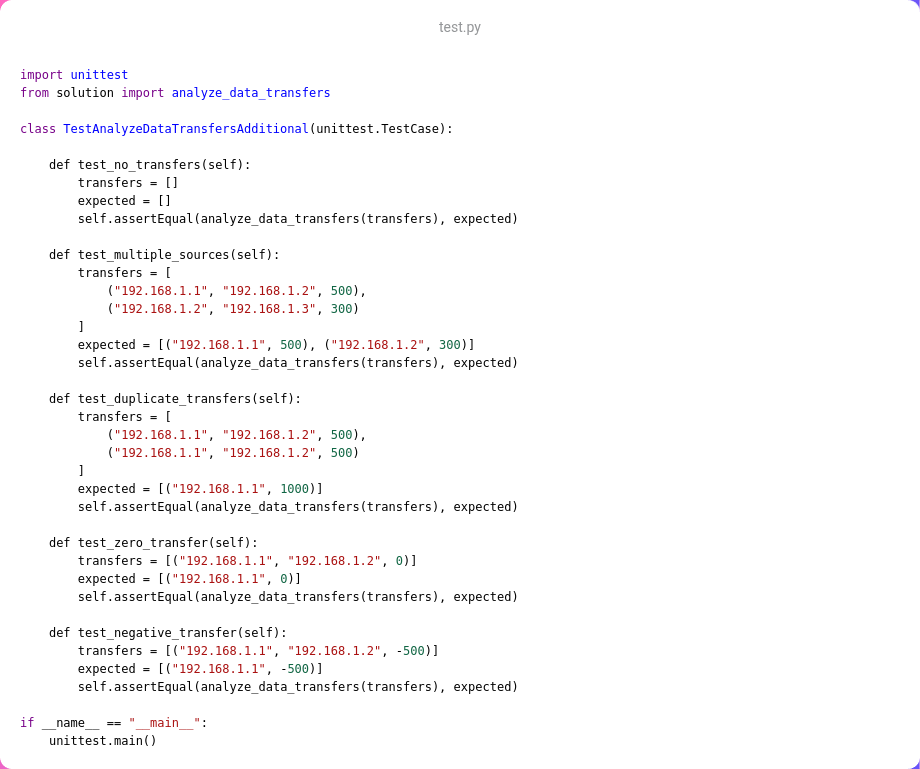 test.py
import unittest
from solution import analyze_data_transfers
class TestAnalyzeDataTransfersAdditional(unittest.TestCase):
    def test_no_transfers(self):
        transfers = []
        expected = []
        self.assertEqual(analyze_data_transfers(transfers), expected)
    def test_multiple_sources(self):
        transfers = [
            ("192.168.1.1", "192.168.1.2", 500),
            ("192.168.1.2", "192.168.1.3", 300)
        ]
        expected = [("192.168.1.1", 500), ("192.168.1.2", 300)]
        self.assertEqual(analyze_data_transfers(transfers), expected)
    def test_duplicate_transfers(self):
        transfers = [
            ("192.168.1.1", "192.168.1.2", 500),
            ("192.168.1.1", "192.168.1.2", 500)
        ]
        expected = [("192.168.1.1", 1000)]
        self.assertEqual(analyze_data_transfers(transfers), expected)
    def test_zero_transfer(self):
        transfers = [("192.168.1.1", "192.168.1.2", 0)]
        expected = [("192.168.1.1", 0)]
        self.assertEqual(analyze_data_transfers(transfers), expected)
    def test_negative_transfer(self):
        transfers = [("192.168.1.1", "192.168.1.2", -500)]
        expected = [("192.168.1.1", -500)]
        self.assertEqual(analyze_data_transfers(transfers), expected)
if __name__ == "__main__":
    unittest.main()